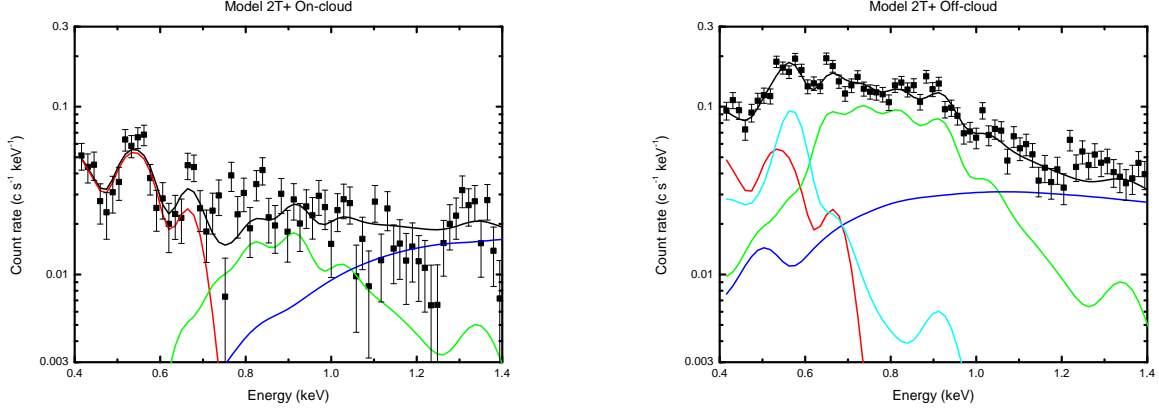 Model 2T+ On-cloud
0.3
0.1
0.01
0.003
0.4 0.6 0.8 1.0 1.2 1.4
Count rate (c s⁻¹ keV⁻¹)
Energy (keV)
Model 2T+ Off-cloud
0.3
0.1
0.01
0.003
0.4 0.6 0.8 1.0 1.2 1.4
Count rate (c s⁻¹ keV⁻¹)
Energy (keV)